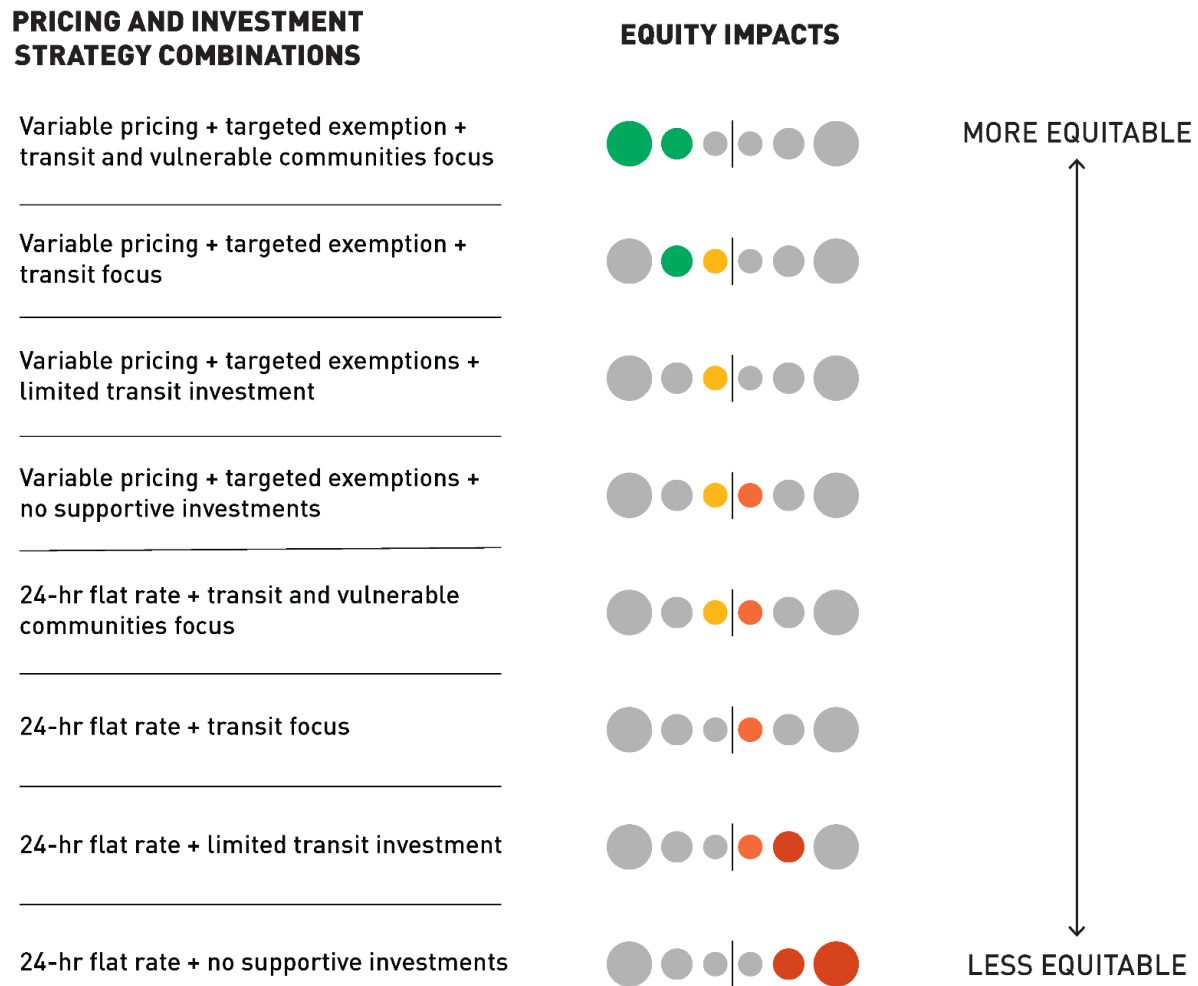 PRICING AND INVESTMENT
STRATEGY COMBINATIONS
EQUITY IMPACTS
Variable pricing + targeted exemption +
transit and vulnerable communities focus
MORE EQUITABLE
Variable pricing + targeted exemption +
transit focus
Variable pricing + targeted exemptions +
limited transit investment
Variable pricing + targeted exemptions +
no supportive investments
24-hr flat rate + transit and vulnerable
communities focus
24-hr flat rate + transit focus
24-hr flat rate + limited transit investment
24-hr flat rate + no supportive investments
LESS EQUITABLE